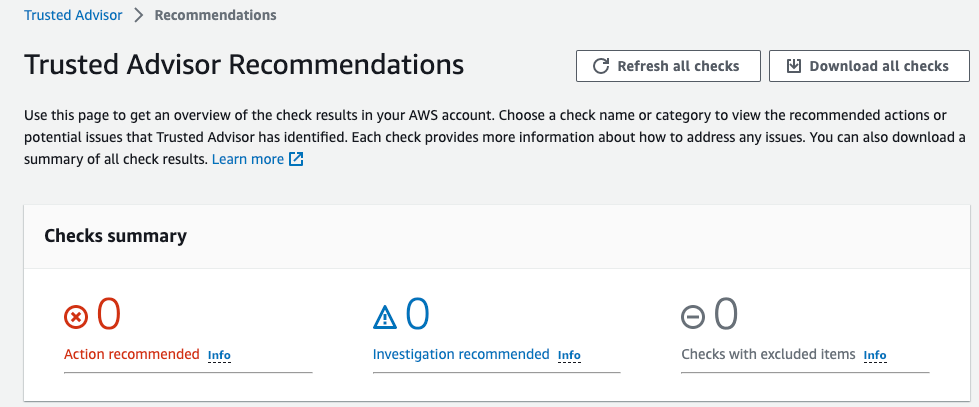 Trusted Advisor > Recommendations
Trusted Advisor Recommendations
Refresh all checks
Download all checks
Use this page to get an overview of the check results in your AWS account. Choose a check name or category to view the recommended actions or
potential issues that Trusted Advisor has identified. Each check provides more information about how to address any issues. You can also download a
summary of all check results. Learn more
Checks summary
0
Action recommended Info
0
Investigation recommended Info
0
Checks with excluded items Info